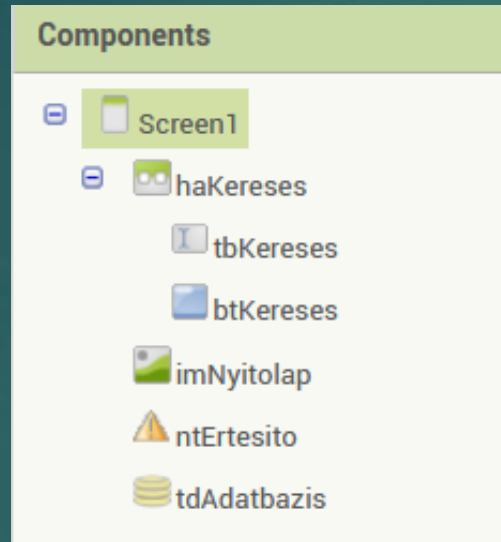 Components
Screen1
haKereses
tbKereses
btKereses
imNyitolap
ntErtesito
tdAdatbazis